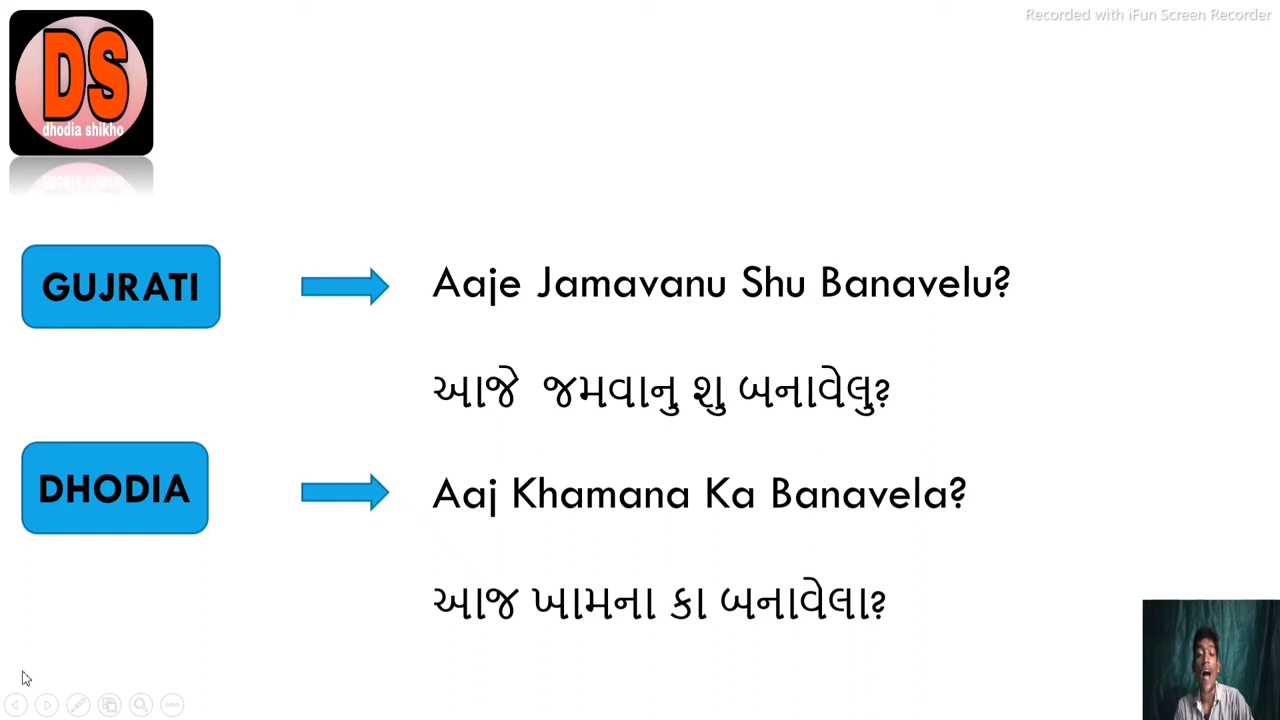 Recorded with iFun Screen Recorder
DS
dhodia shikho
GUJRATI
Aaje Jamavanu Shu Banavelu?
આજે જમવાનુ શુ બનાવેલુ?
DHODIA
Aaj Khamana Ka Banavela?
આજ ખામના કા બનાવેલા?